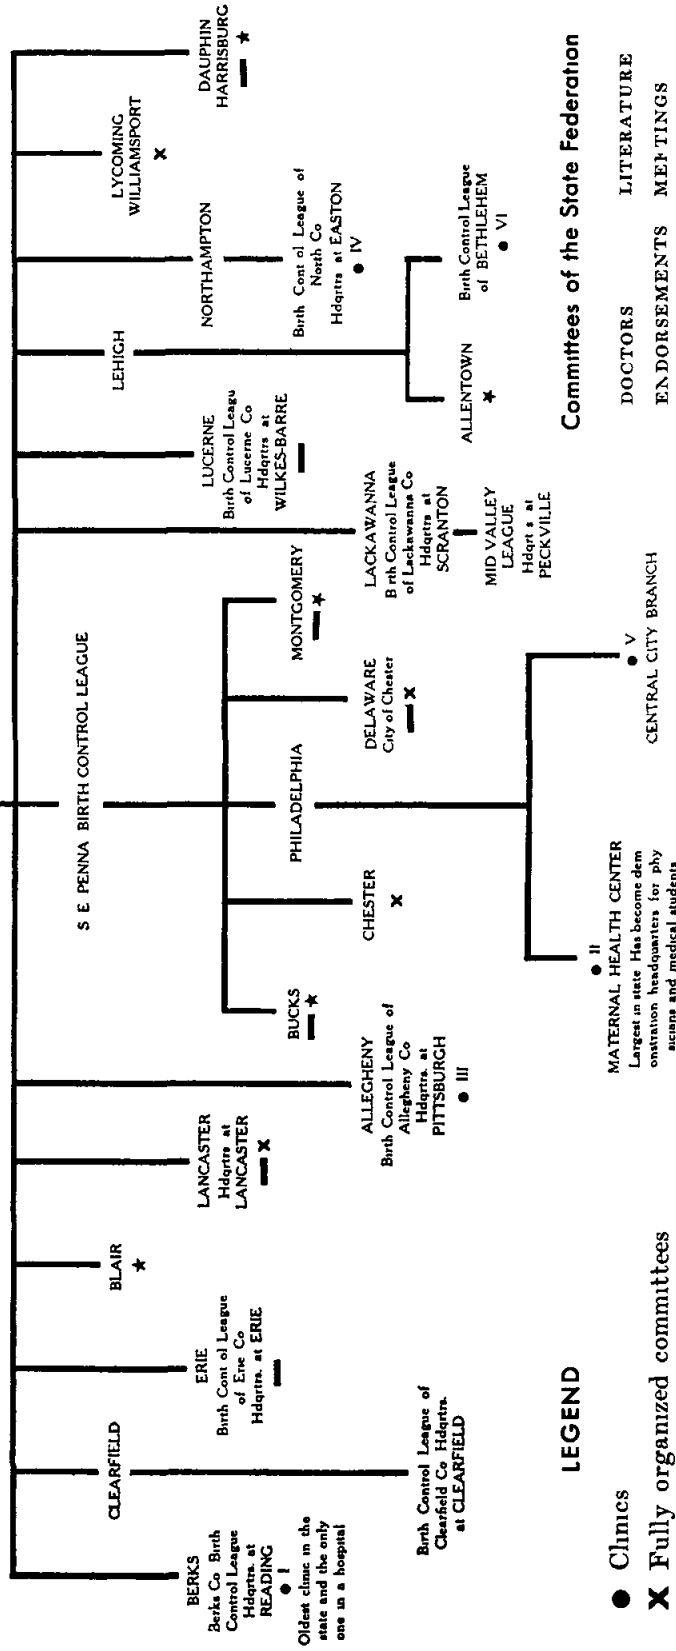 BERKS
Berks Co Birth
Control League
Hdqrtrs. at
READING
● I
Oldest clinic in the
state and the only
one in a hospital
CLEARFIELD
Birth Control League of
Clearfield Co Hdqrtrs.
at CLEARFIELD
ERIE
Birth Cont ol League
of Erie Co
Hdqrtrs. at ERIE
BLAIR
★
LANCASTER
Hdqrtrs at
LANCASTER
▬ X
ALLEGHENY
Birth Control League of
Allegheny Co
Hdqrtrs. at
PITTSBURGH
● III
S E PENNA BIRTH CONTROL LEAGUE
BUCKS
▬ ★
CHESTER
X
PHILADELPHIA
DELAWARE
City of Chester
▬ X
MONTGOMERY
▬ ★
● II
MATERNAL HEALTH CENTER
Largest in state Has become dem
onstration headquarters for phy
sicians and medical students
● V
CENTRAL CITY BRANCH
LACKAWANNA
B rth Control League
of Lackawanna Co
Hdqrtrs at
SCRANTON
MID VALLEY
LEAGUE
Hdqrt s at
PECKVILLE
LUCERNE
Birth Control Leagu
of Lucerne Co
Hdqrtrs at
WILKES-BARRE
LEHIGH
ALLENTOWN
★
Birth Control League
of BETHLEHEM
● VI
NORTHAMPTON
Birth Cont ol League of
North Co
Hdqrtrs at EASTON
● IV
LYCOMING
WILLIAMSPORT
X
DAUPHIN
HARRISBURG
▬ ★
LEGEND
● Clinics
X Fully organized committees
Committees of the State Federation
DOCTORS LITERATURE
ENDORSEMENTS MEETINGS